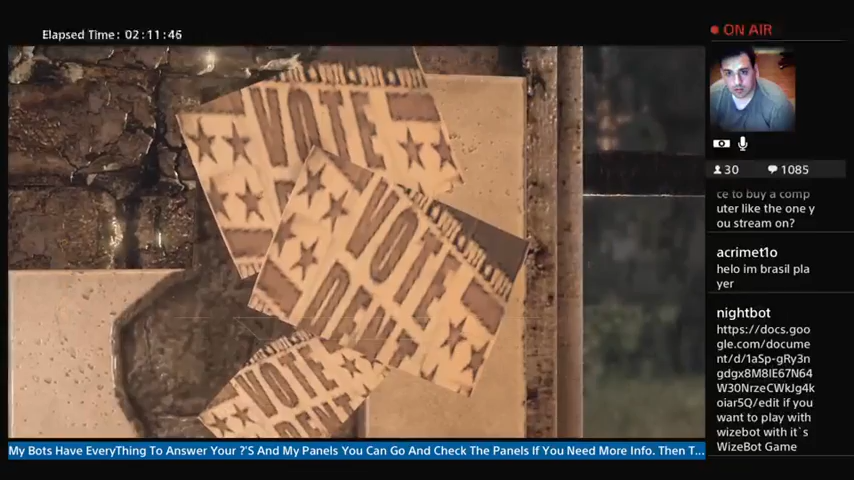 Elapsed Time: 02:11:46
ON AIR
VOTE
VOTE
DENT
VOTE
DENT
30
1085
ce to buy a comp
uter like the one y
ou stream on?
acrimet1o
helo im brasil pla
yer
nightbot
https://docs.goo
gle.com/docume
nt/d/1aSp-gRy3n
gdgx8M8lE67N64
W30NrzeCWkJg4k
oiar5Q/edit if you
want to play with
wizebot with it`s
WizeBot Game
My Bots Have EveryThing To Answer Your ?'S And My Panels You Can Go And Check The Panels If You Need More Info. Then T...